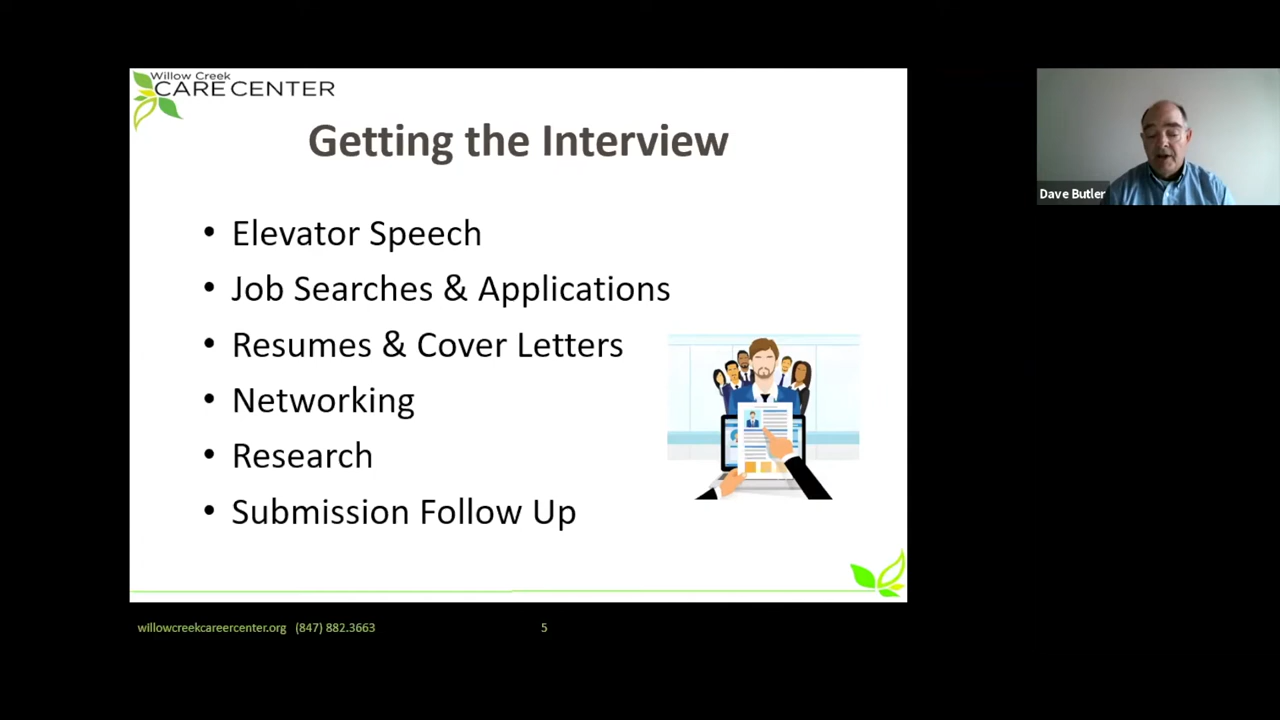 Willow Creek
CARE CENTER
Getting the Interview
• Elevator Speech
• Job Searches & Applications
• Resumes & Cover Letters
• Networking
• Research
• Submission Follow Up
Dave Butler
willowcreekcareercenter.org (847) 882.3663
5